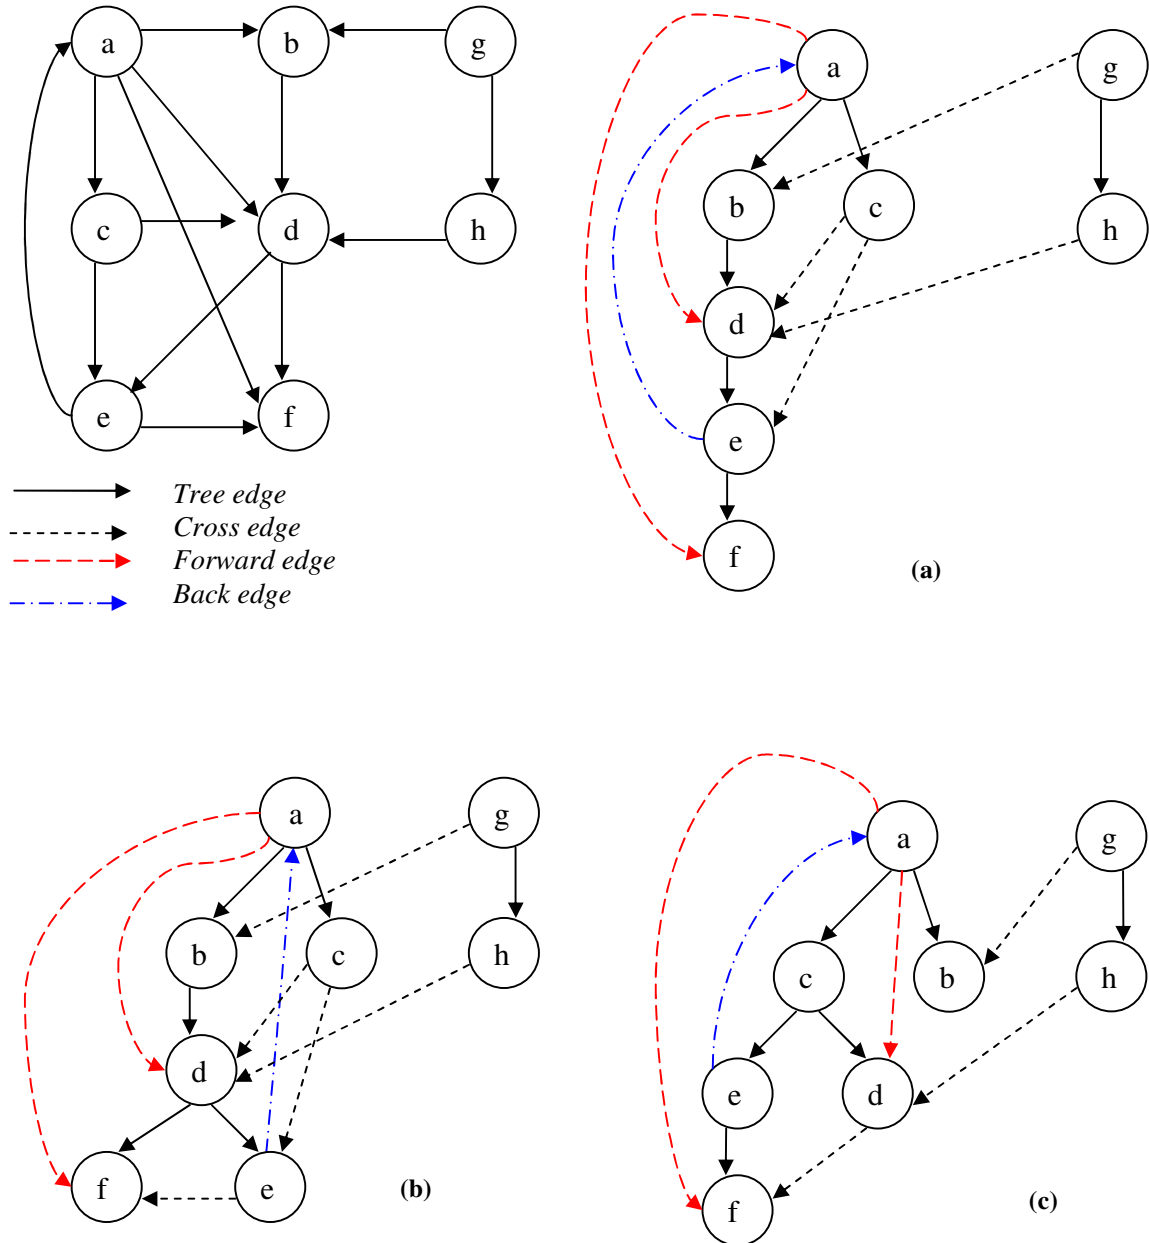 a b g
c d h
e f
Tree edge
Cross edge
Forward edge
Back edge
a g
b c h
d
e
f
(a)
a g
b c h
d
f e
(b)
a g
c b h
e d
f
(c)